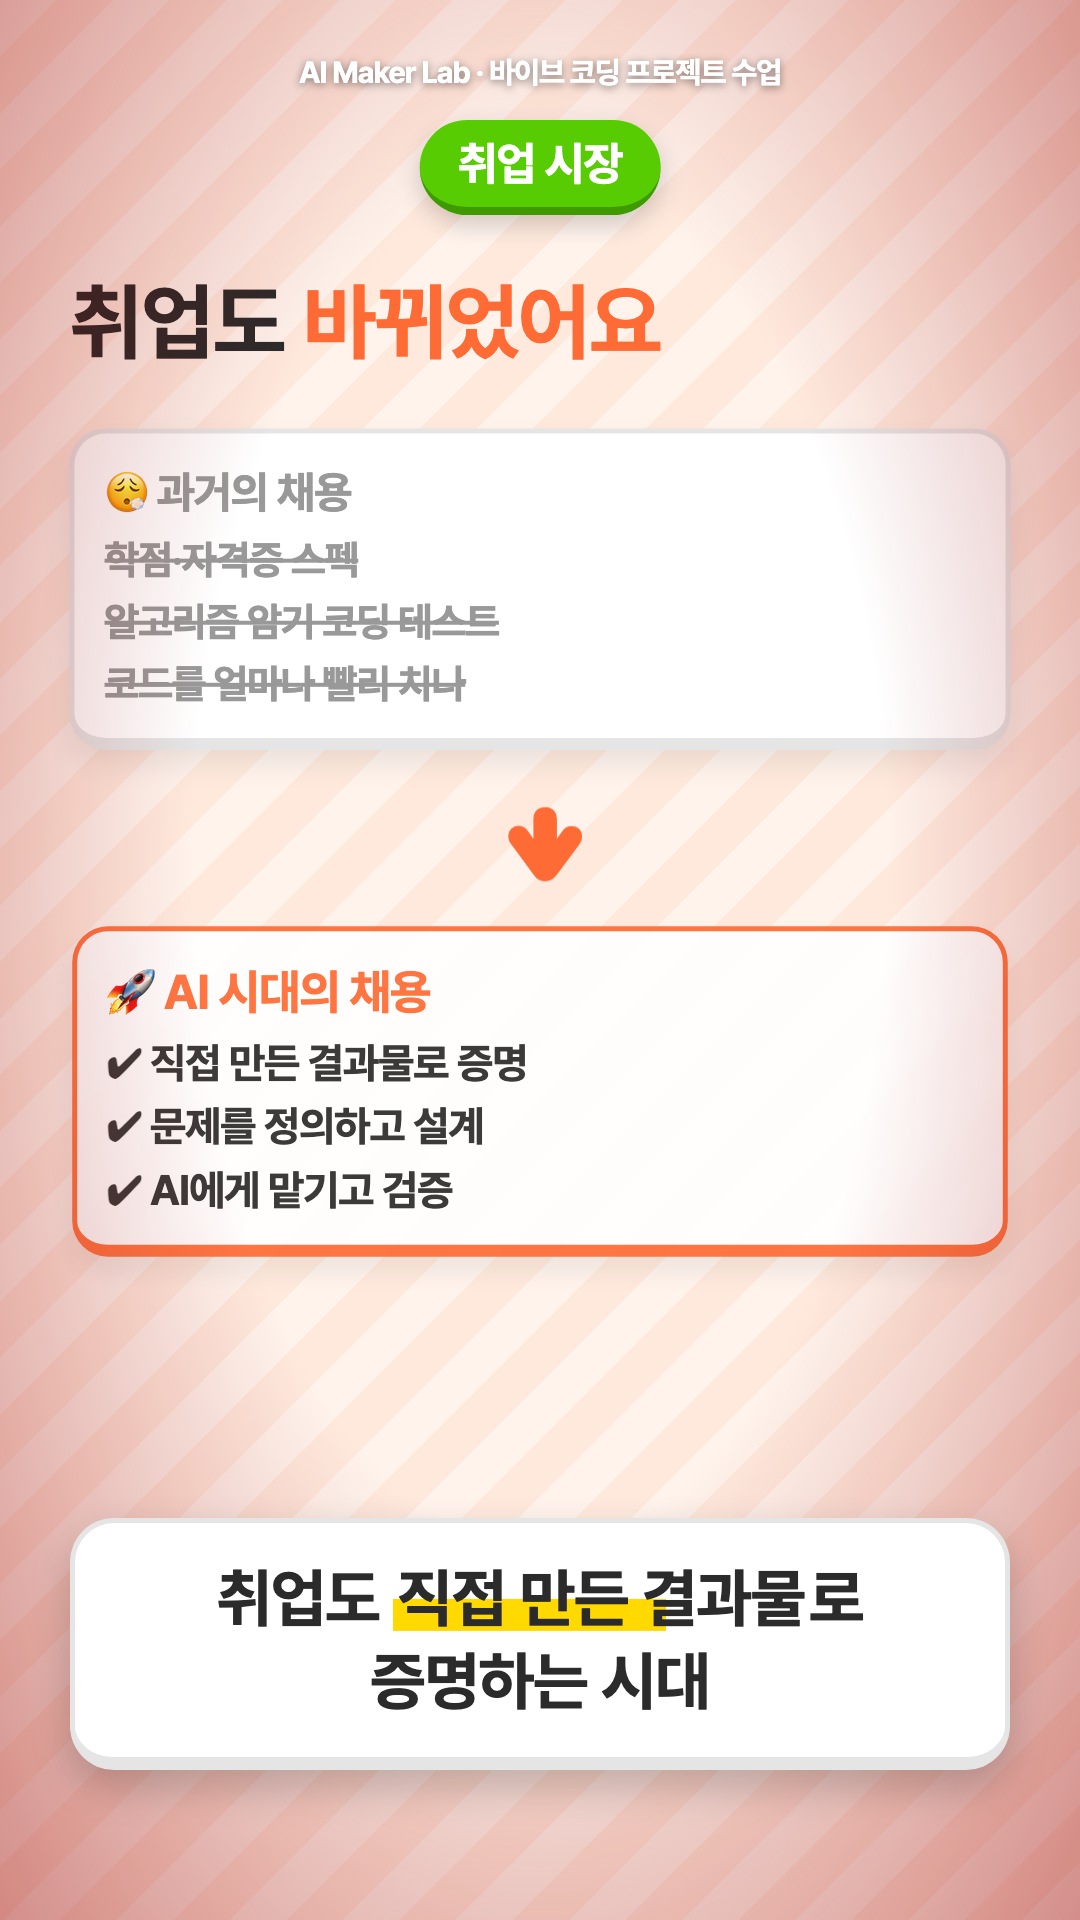 AI Maker Lab · 바이브 코딩 프로젝트 수업
취업 시장
취업도 바뀌었어요
과거의 채용
학점·자격증 스펙
알고리즘 암기 코딩 테스트
코드를 얼마나 빨리 치나
AI 시대의 채용
✔ 직접 만든 결과물로 증명
✔ 문제를 정의하고 설계
✔ AI에게 맡기고 검증
취업도 직접 만든 결과물로
증명하는 시대